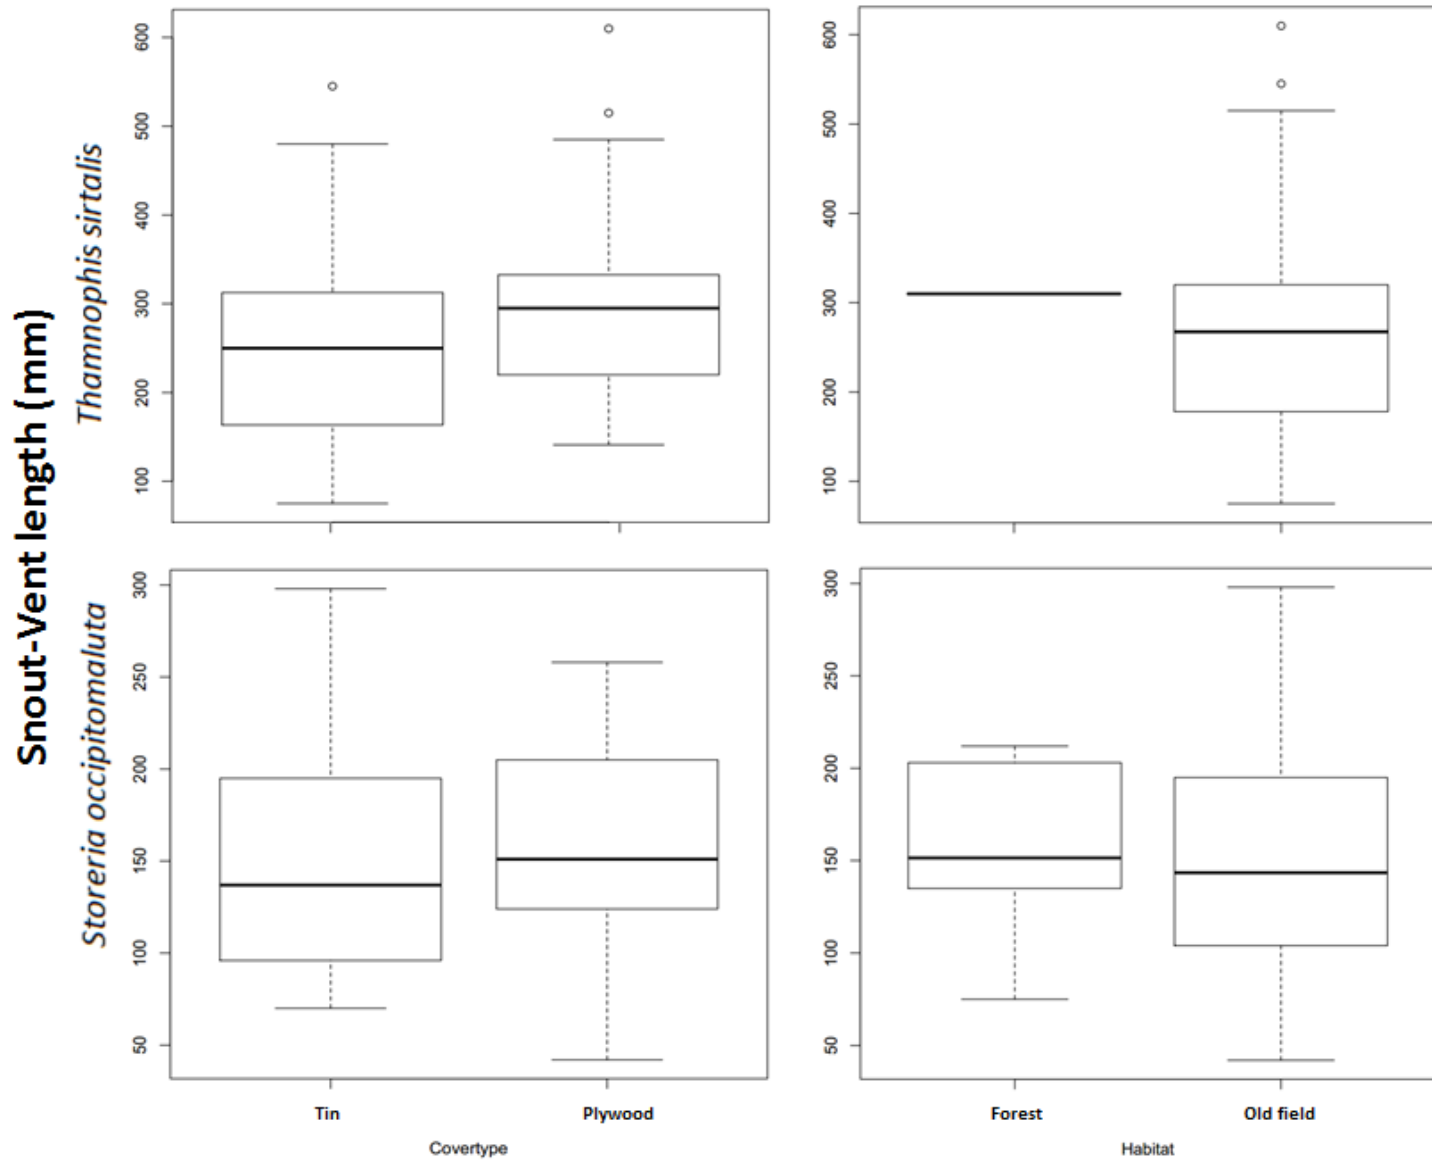 Snout-Vent length (mm)
Thamnophis sirtalis
600
500
400
300
200
100
600
500
400
300
200
100
Storeria occipitomaluta
300
250
200
150
100
50
300
250
200
150
100
50
Tin
Plywood
Forest
Old field
Covertype
Habitat